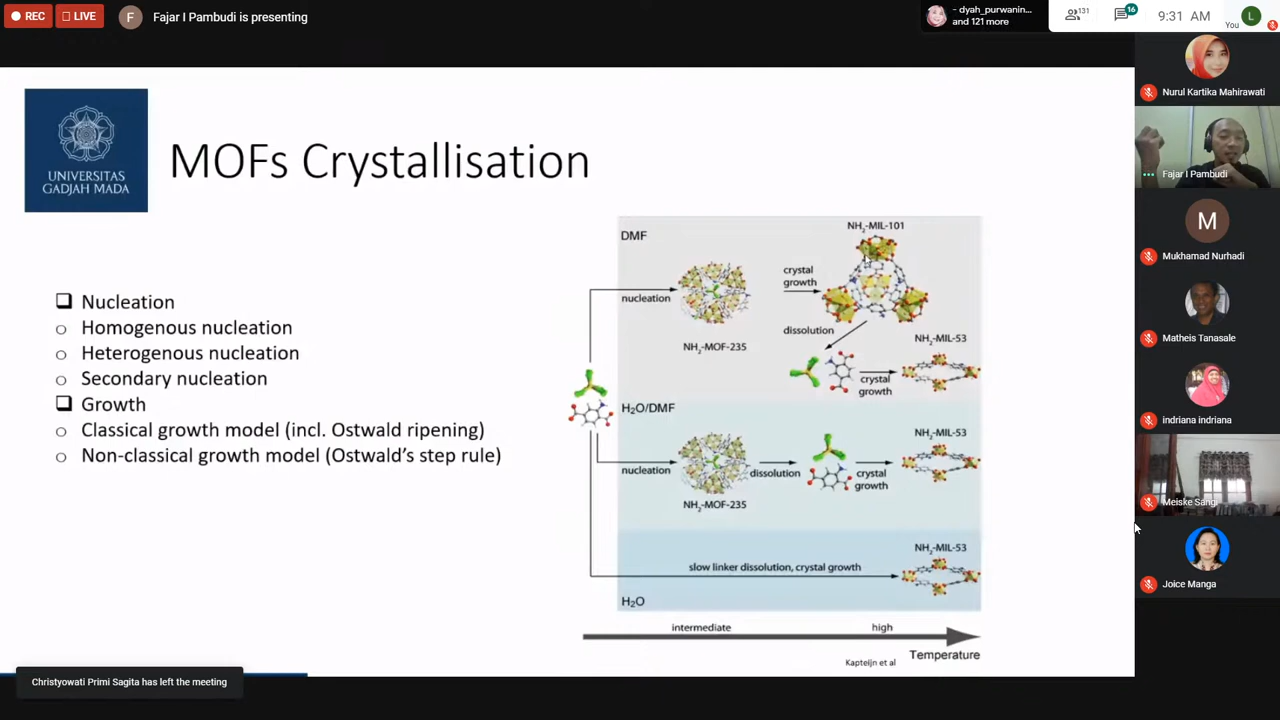 REC
LIVE
F
Fajar I Pambudi is presenting
- dyah_purwanin...
and 121 more
131
16
9:31 AM
You
L
UNIVERSITAS
GADJAH MADA
MOFs Crystallisation
Nucleation
Homogenous nucleation
Heterogenous nucleation
Secondary nucleation
Growth
Classical growth model (incl. Ostwald ripening)
Non-classical growth model (Ostwald's step rule)
DMF
NH2-MIL-101
nucleation
crystal
growth
NH2-MOF-235
dissolution
NH2-MIL-53
crystal
growth
H2O/DMF
NH2-MIL-53
nucleation
dissolution
crystal
growth
NH2-MOF-235
NH2-MIL-53
slow linker dissolution, crystal growth
H2O
intermediate
high
Temperature
Kapteijn et al
Nurul Kartika Mahirawati
Fajar I Pambudi
M
Mukhamad Nurhadi
Matheis Tanasale
indriana indriana
Meiske Sangi
Joice Manga
Christyowati Primi Sagita has left the meeting